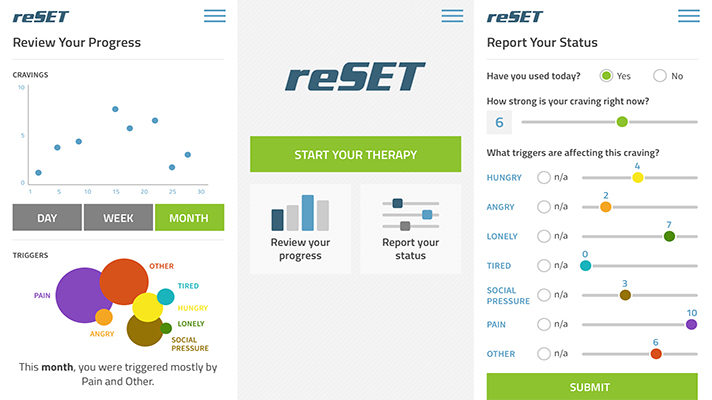 reSET
Review Your Progress
CRAVINGS
10
5
0
1 5 10 15 20 25 30
DAY WEEK MONTH
TRIGGERS
OTHER
PAIN
TIRED
HUNGRY
LONELY
ANGRY
SOCIAL
PRESSURE
This month, you were triggered mostly by
Pain and Other.
reSET
START YOUR THERAPY
Review your
progress
Report your
status
reSET
Report Your Status
Have you used today? Yes No
How strong is your craving right now?
6
What triggers are affecting this craving?
HUNGRY n/a 4
ANGRY n/a 2
LONELY n/a 7
TIRED n/a 0
SOCIAL
PRESSURE n/a 3
PAIN n/a 10
OTHER n/a 6
SUBMIT